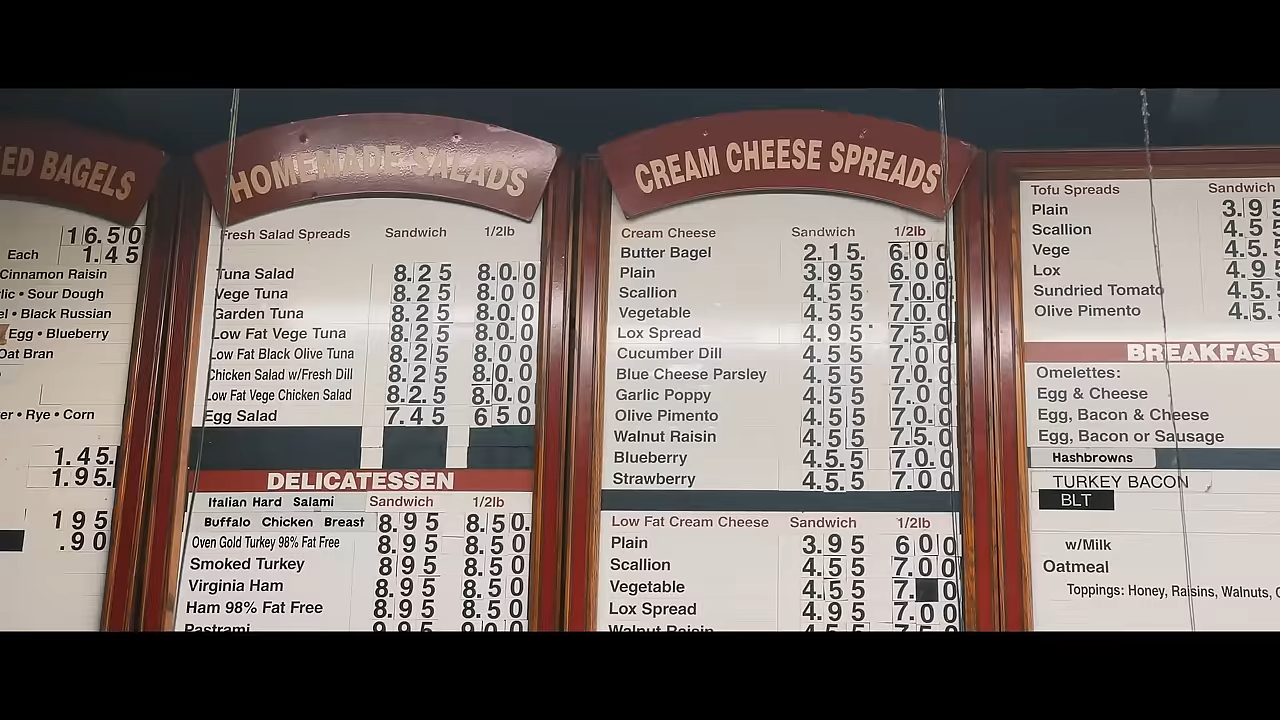 ED BAGELS
16.50
Each 1.45
Cinnamon Raisin
lic • Sour Dough
el • Black Russian
Egg • Blueberry
Oat Bran
er • Rye • Corn
1.45.
1.95.
1 9 5
.90
HOMEMADE SALADS
Fresh Salad Spreads Sandwich 1/2lb
Tuna Salad 8.25 8.00
Vege Tuna 8.25 8.00
Garden Tuna 8.25 8.00
Low Fat Vege Tuna 8.25 8.00
Low Fat Black Olive Tuna 8.25 8.00
Chicken Salad w/Fresh Dill 8.25 8.00
Low Fat Vege Chicken Salad 8.25 8.00
Egg Salad 7.45 650
DELICATESSEN
Italian Hard Salami Sandwich 1/2lb
Buffalo Chicken Breast 8.95 8.50.
Oven Gold Turkey 98% Fat Free 8.95 8.50
Smoked Turkey 8.95 8.50
Virginia Ham 8.95 8.50
Ham 98% Fat Free 8.95 8.50
Pastrami 9.95 9.00
CREAM CHEESE SPREADS
Cream Cheese Sandwich 1/2lb
Butter Bagel 2.15. 6.00
Plain 3.95 6.00
Scallion 4.55 7.00
Vegetable 4.55 7.00
Lox Spread 4.95 7.50
Cucumber Dill 4.55 7.00
Blue Cheese Parsley 4.55 7.00
Garlic Poppy 4.55 7.00
Olive Pimento 4.55 7.00
Walnut Raisin 4.55 7.50
Blueberry 4.55 7.00
Strawberry 4.55 7.00
Low Fat Cream Cheese Sandwich 1/2lb
Plain 3.95 600
Scallion 4.55 7.00
Vegetable 4.55 7. 0
Lox Spread 4.95 7.00
Walnut Raisin 4.55 7.50
Tofu Spreads Sandwich
Plain 3.95
Scallion 4.55
Vege 4.5
Lox 4.95
Sundried Tomato 4.5
Olive Pimento 4.5
BREAKFAST
Omelettes:
Egg & Cheese
Egg, Bacon & Cheese
Egg, Bacon or Sausage
Hashbrowns
TURKEY BACON
BLT
w/Milk
Oatmeal
Toppings: Honey, Raisins, Walnuts,